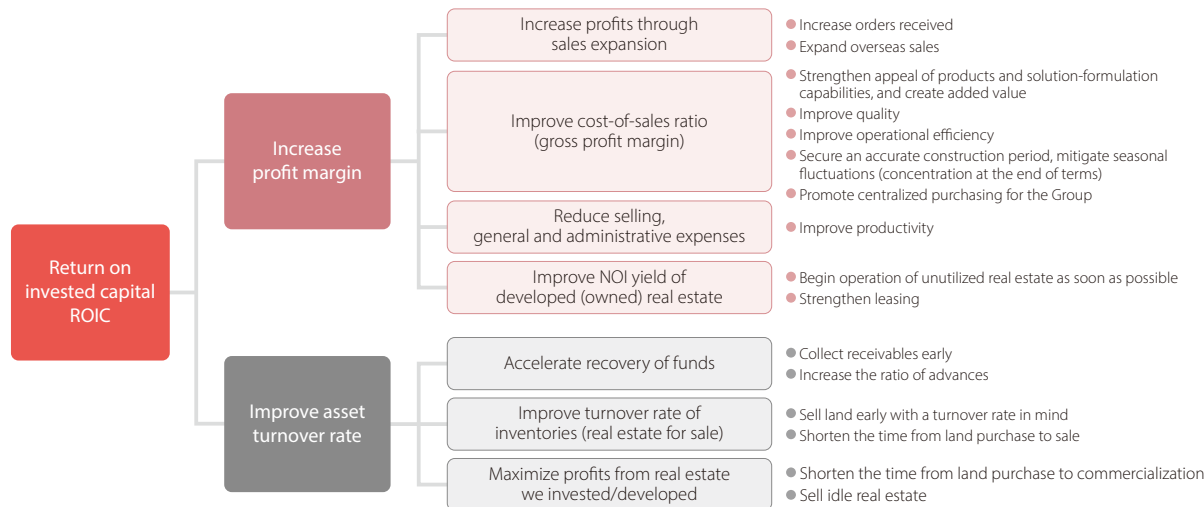 Return on
invested capital
ROIC
Increase
profit margin
Increase profits through
sales expansion
Increase orders received
Expand overseas sales
Improve cost-of-sales ratio
(gross profit margin)
Strengthen appeal of products and solution-formulation
capabilities, and create added value
Improve quality
Improve operational efficiency
Secure an accurate construction period, mitigate seasonal
fluctuations (concentration at the end of terms)
Promote centralized purchasing for the Group
Reduce selling,
general and administrative expenses
Improve productivity
Improve NOI yield of
developed (owned) real estate
Begin operation of unutilized real estate as soon as possible
Strengthen leasing
Improve asset
turnover rate
Accelerate recovery of funds
Collect receivables early
Increase the ratio of advances
Improve turnover rate of
inventories (real estate for sale)
Sell land early with a turnover rate in mind
Shorten the time from land purchase to sale
Maximize profits from real estate
we invested/developed
Shorten the time from land purchase to commercialization
Sell idle real estate